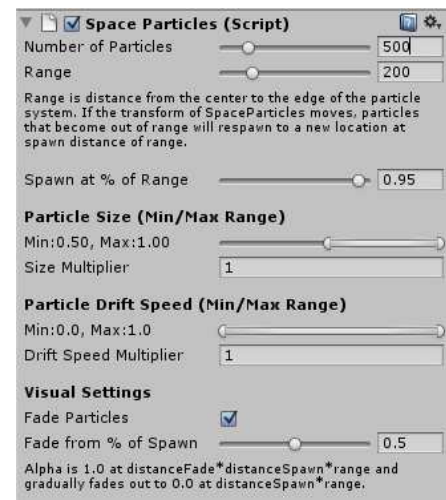 Space Particles (Script)
Number of Particles 500
Range 200
Range is distance from the center to the edge of the particle
system. If the transform of SpaceParticles moves, particles
that become out of range will respawn to a new location at
spawn distance of range.
Spawn at % of Range 0.95
Particle Size (Min/Max Range)
Min:0.50, Max:1.00
Size Multiplier 1
Particle Drift Speed (Min/Max Range)
Min:0.0, Max:1.0
Drift Speed Multiplier 1
Visual Settings
Fade Particles
Fade from % of Spawn 0.5
Alpha is 1.0 at distanceFade*distanceSpawn*range and
gradually fades out to 0.0 at distanceSpawn*range.